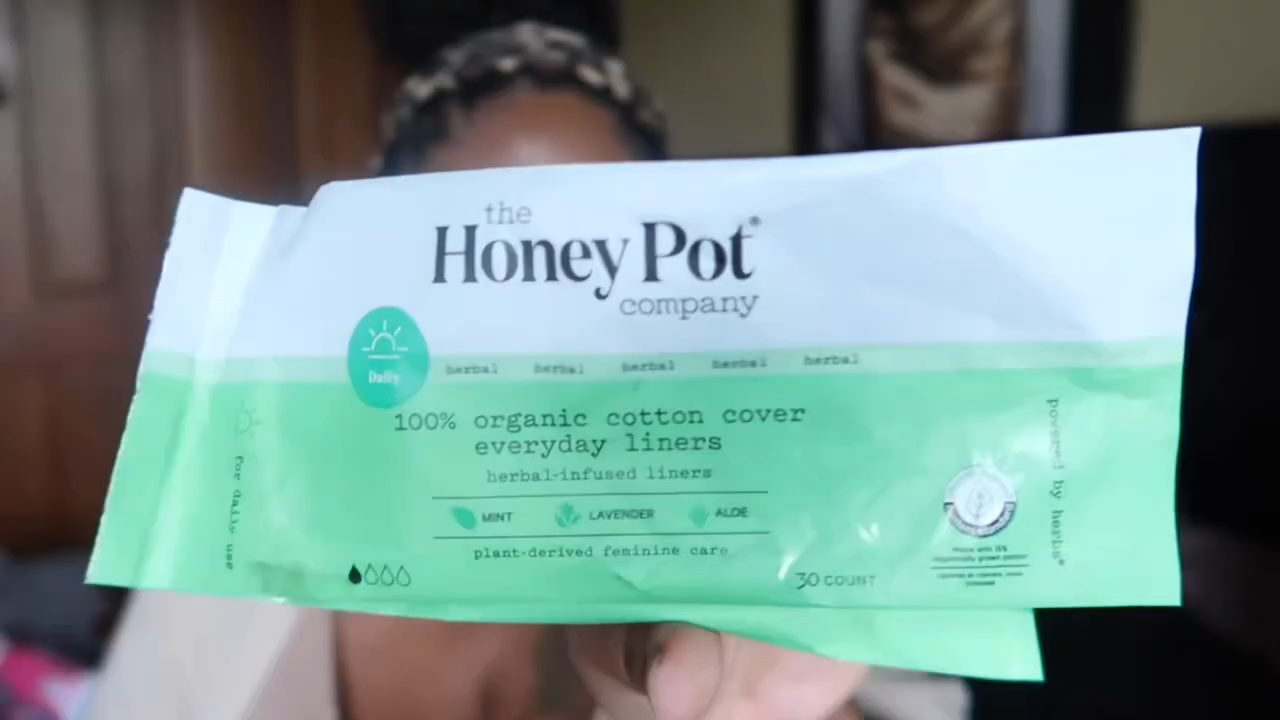 the
Honey Pot®
company
Daily
herbal herbal herbal herbal herbal
100% organic cotton cover
everyday liners
herbal-infused liners
MINT LAVENDER ALOE
plant-derived feminine care
30 COUNT
for daily use
powered by herbs®